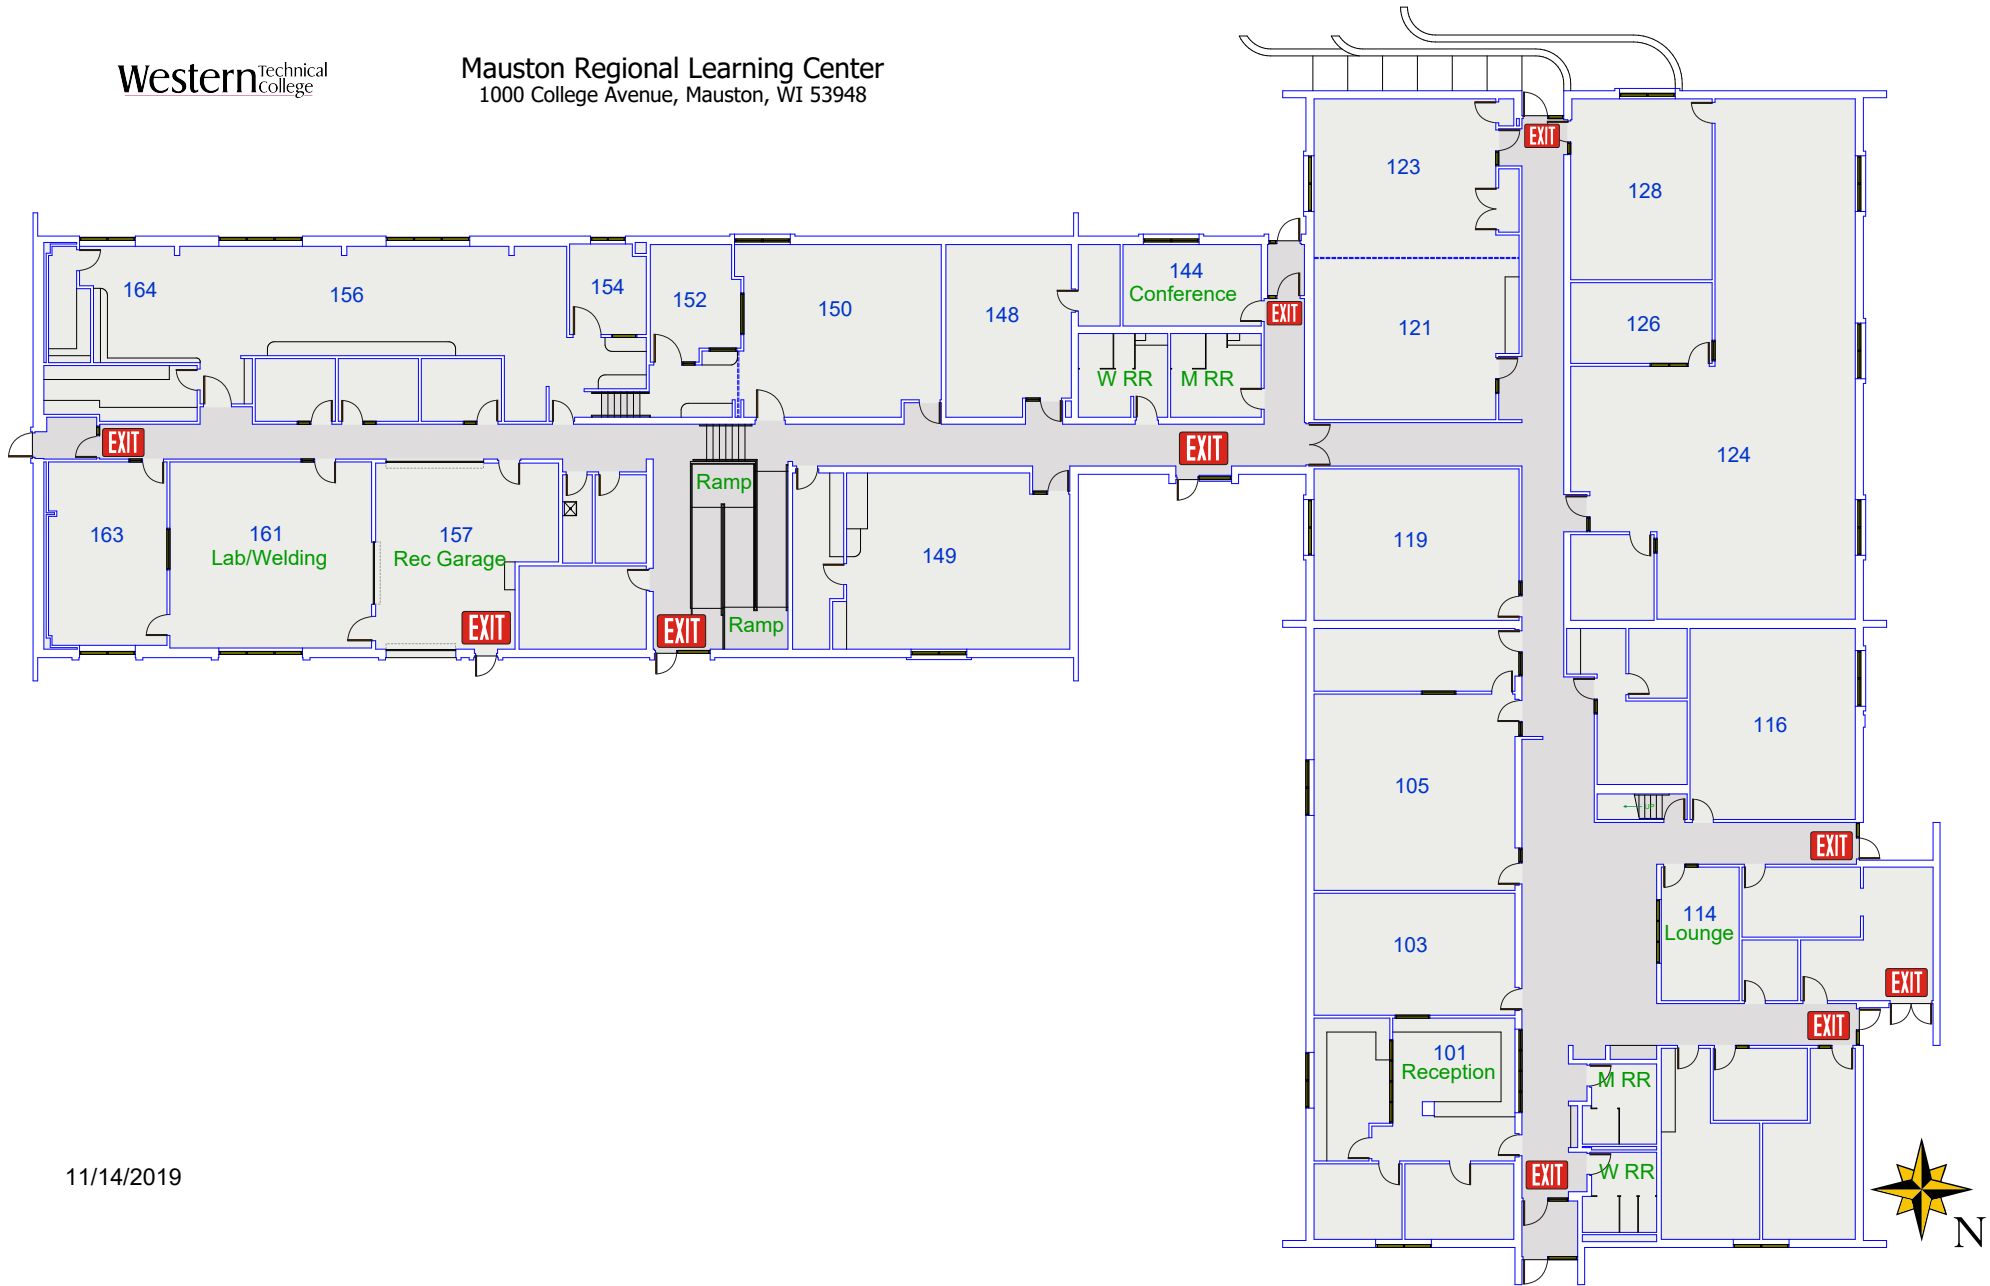 Western Technical College
Mauston Regional Learning Center
1000 College Avenue, Mauston, WI 53948
EXIT
123
128
164
156
154
152
150
148
144
Conference
EXIT
121
126
W RR
M RR
EXIT
EXIT
124
163
161
Lab/Welding
157
Rec Garage
EXIT
EXIT
Ramp
Ramp
149
119
116
105
UP
EXIT
114
Lounge
103
EXIT
EXIT
101
Reception
M RR
EXIT
W RR
11/14/2019
N